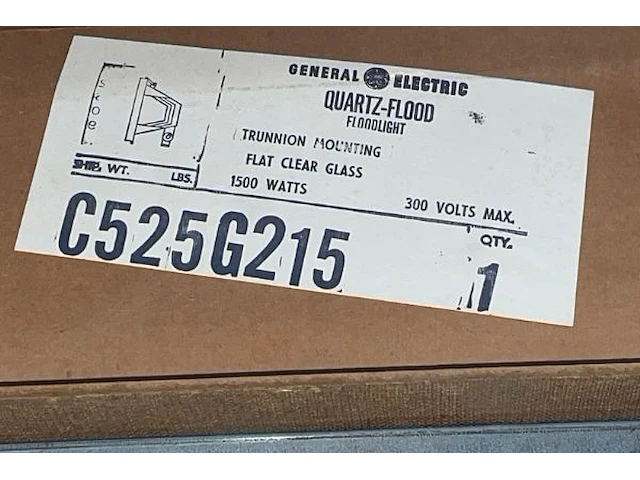 GENERAL ELECTRIC
QUARTZ-FLOOD
FLOODLIGHT
TRUNNION MOUNTING
FLAT CLEAR GLASS
1500 WATTS
300 VOLTS MAX.
SHIP. WT. LBS.
C525G215
QTY.
1